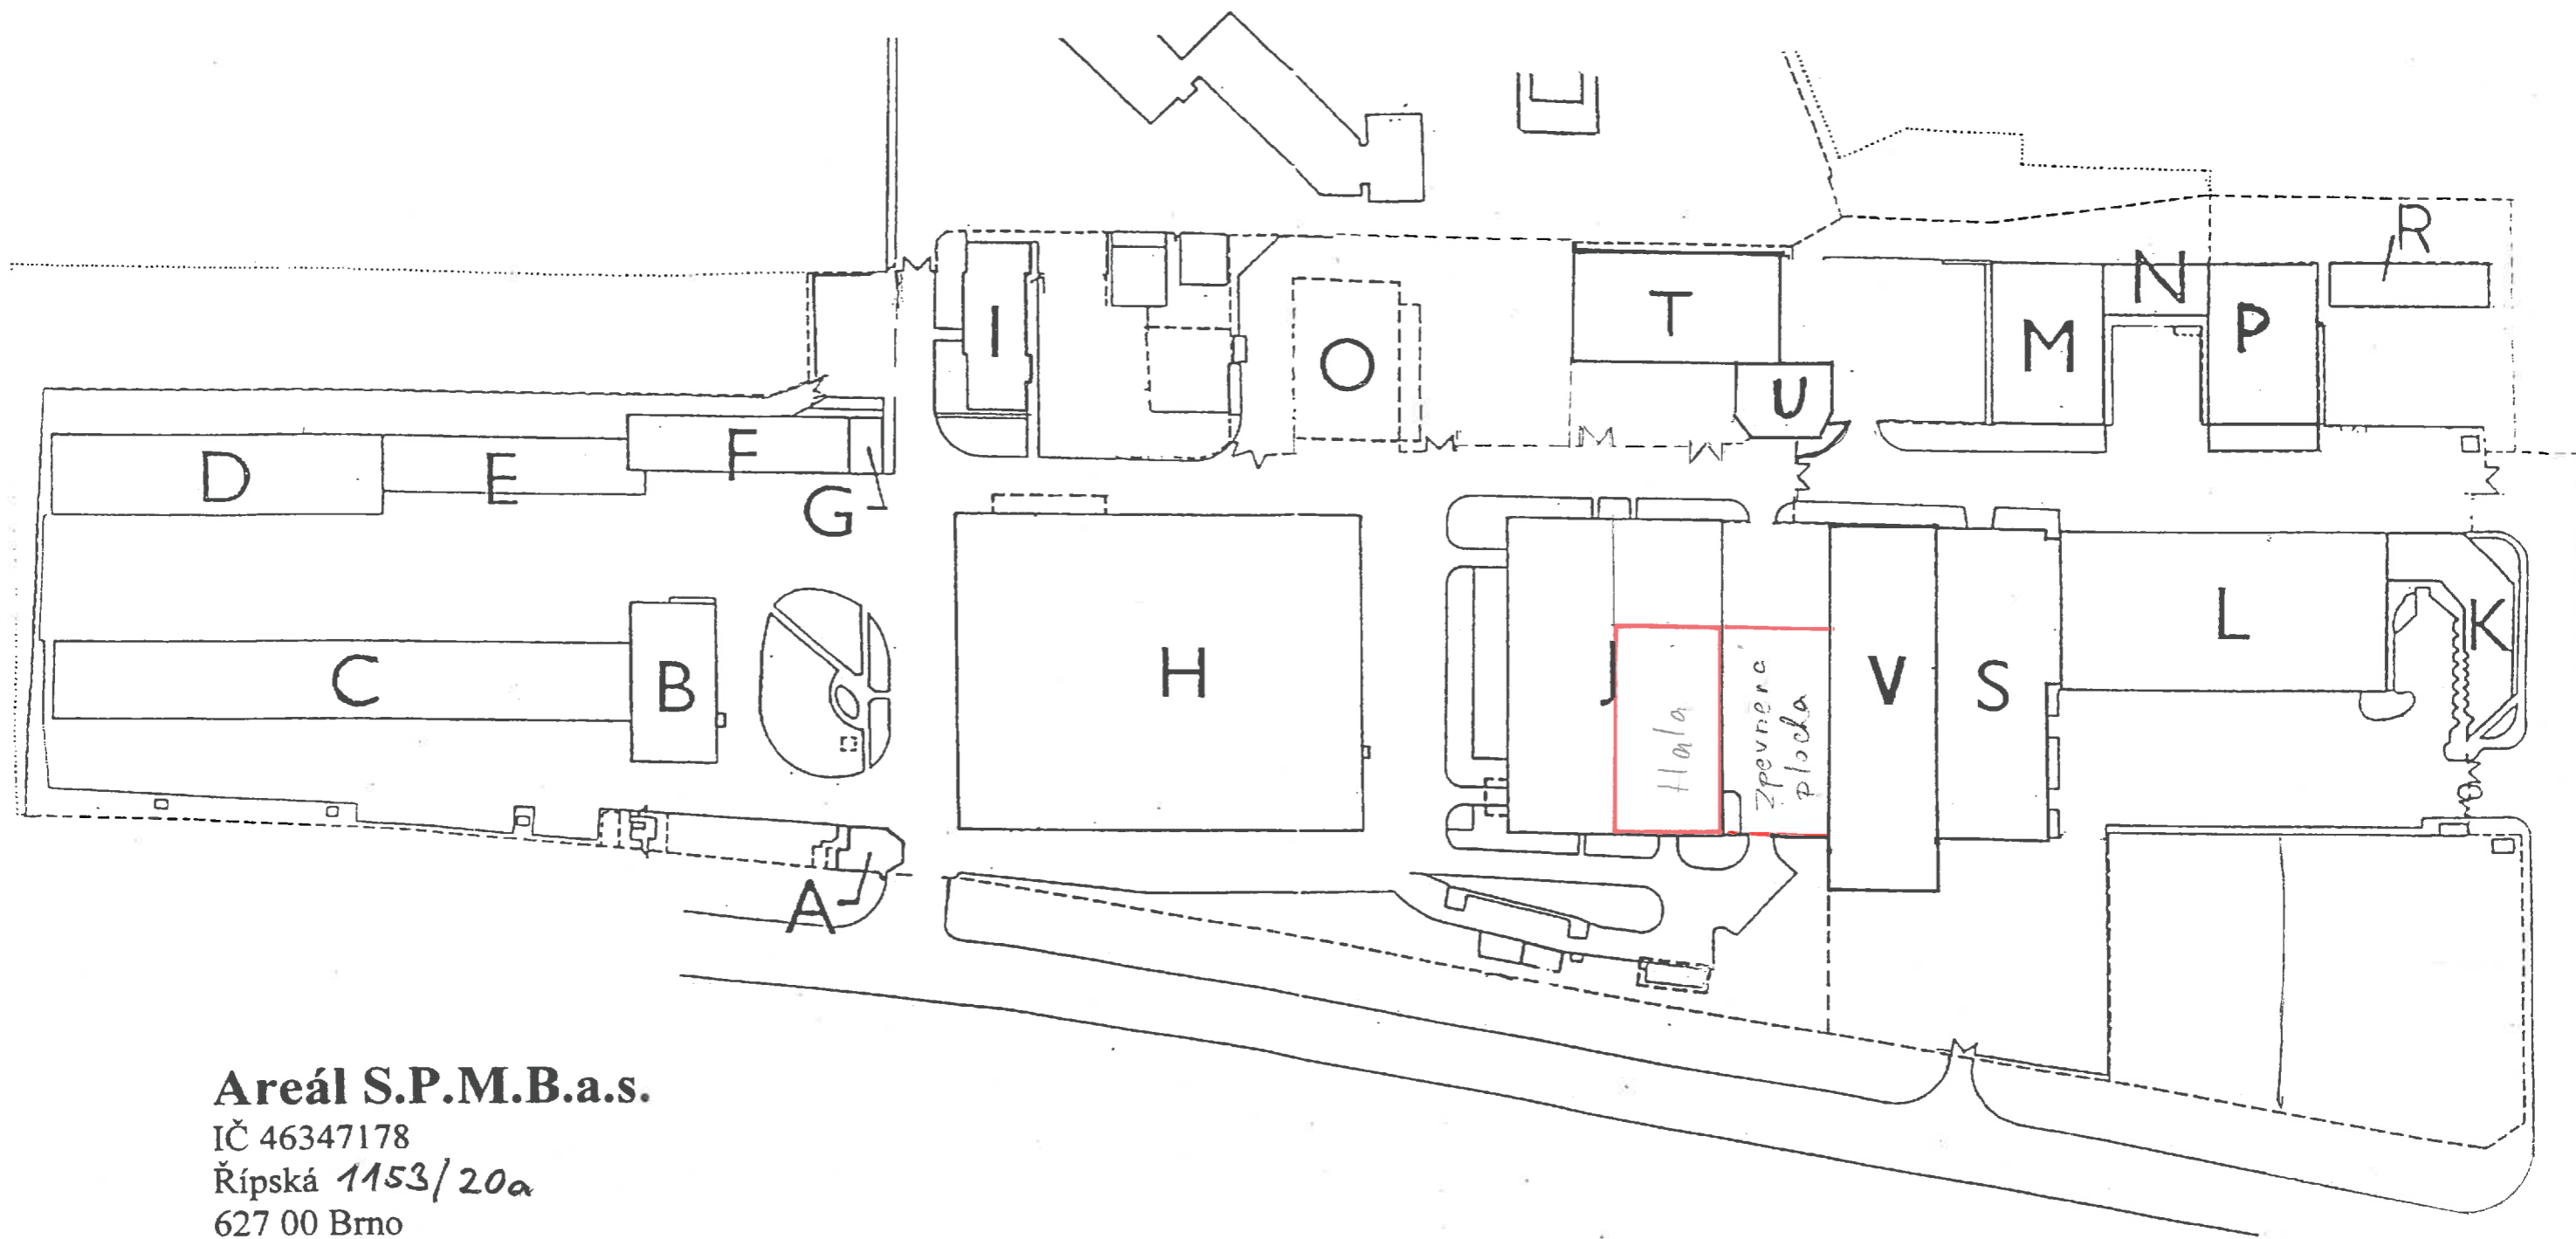 R
N
I
T
M
P
O
U
F
D
E
G
H
C
B
J
Hala
Zpevněná
plocha
V
S
L
K
A
Areál S.P.M.B.a.s.
IČ 46347178
Řípská 1153/20a
627 00 Brno